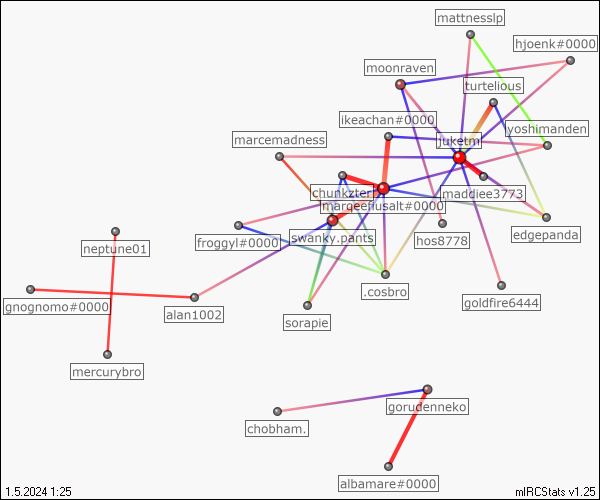 mattnesslp
hjoenk#0000
moonraven
turtelious
ikeachan#0000
yoshimanden
marcemadness
juketm
chunkzter
maddiee3773
marqeefiusalt#0000
swanky.pants
froggyl#0000
hos8778
edgepanda
neptune01
.cosbro
goldfire6444
gnognomo#0000
alan1002
sorapie
mercurybro
gorudenneko
chobham.
albamare#0000
1.5.2024 1:25
mIRCStats v1.25